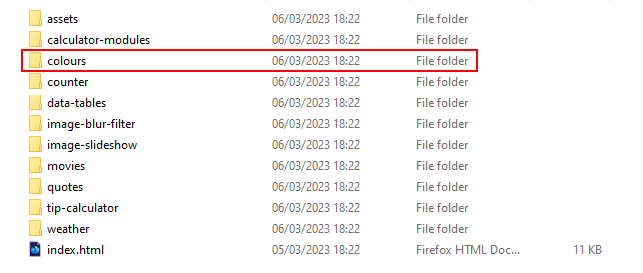 assets 06/03/2023 18:22 File folder
calculator-modules 06/03/2023 18:22 File folder
colours 06/03/2023 18:22 File folder
counter 06/03/2023 18:22 File folder
data-tables 06/03/2023 18:22 File folder
image-blur-filter 06/03/2023 18:22 File folder
image-slideshow 06/03/2023 18:22 File folder
movies 06/03/2023 18:22 File folder
quotes 06/03/2023 18:22 File folder
tip-calculator 06/03/2023 18:22 File folder
weather 06/03/2023 18:22 File folder
index.html 05/03/2023 18:22 Firefox HTML Doc... 11 KB